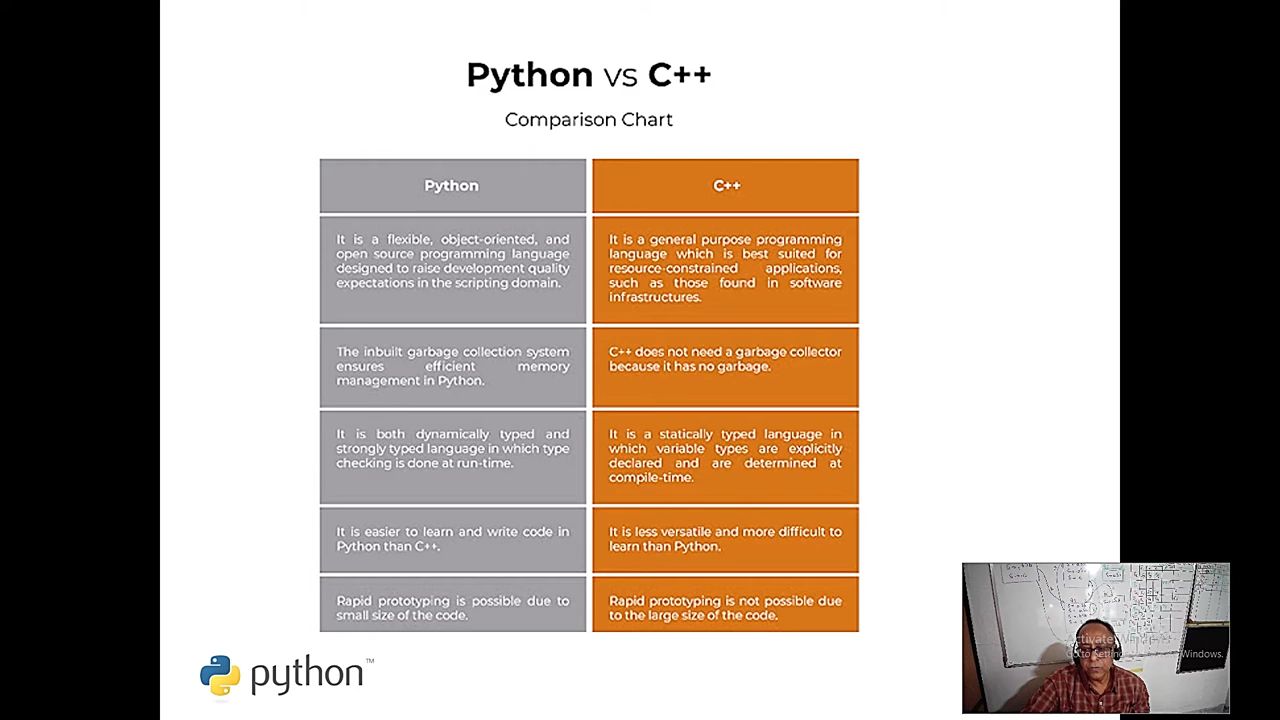 Python vs C++
Comparison Chart
Python
C++
It is a flexible, object-oriented, and
open source programming language
designed to raise development quality
expectations in the scripting domain.
It is a general purpose programming
language which is best suited for
resource-constrained applications,
such as those found in software
infrastructures.
The inbuilt garbage collection system
ensures efficient memory
management in Python.
C++ does not need a garbage collector
because it has no garbage.
It is both dynamically typed and
strongly typed language in which type
checking is done at run-time.
It is a statically typed language in
which variable types are explicitly
declared and are determined at
compile-time.
It is easier to learn and write code in
Python than C++.
It is less versatile and more difficult to
learn than Python.
Rapid prototyping is possible due to
small size of the code.
Rapid prototyping is not possible due
to the large size of the code.
python™
Activate
Go to Windows.